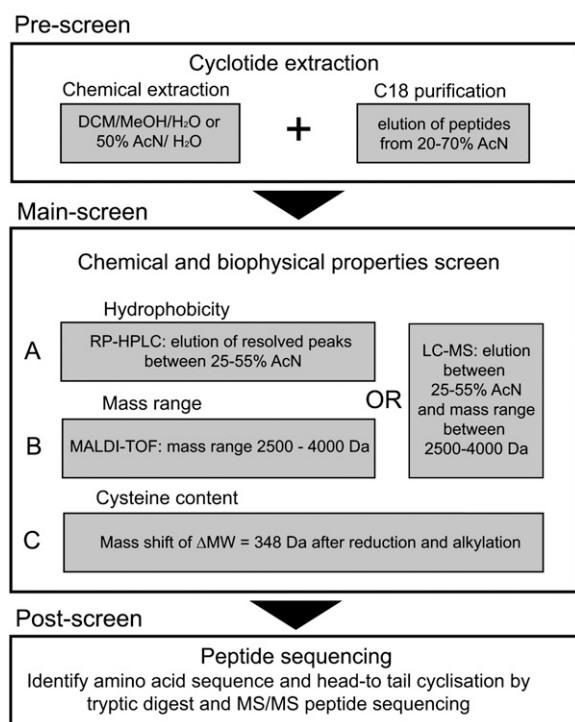 Pre-screen
Cyclotide extraction
Chemical extraction
DCM/MeOH/H₂O or
50% AcN/ H₂O
+
C18 purification
elution of peptides
from 20-70% AcN
Main-screen
Chemical and biophysical properties screen
Hydrophobicity
A
RP-HPLC: elution of resolved peaks
between 25-55% AcN
Mass range
B
MALDI-TOF: mass range 2500 - 4000 Da
OR
LC-MS: elution
between
25-55% AcN
and mass range
between
2500-4000 Da
Cysteine content
C
Mass shift of ΔMW = 348 Da after reduction and alkylation
Post-screen
Peptide sequencing
Identify amino acid sequence and head-to tail cyclisation by
tryptic digest and MS/MS peptide sequencing